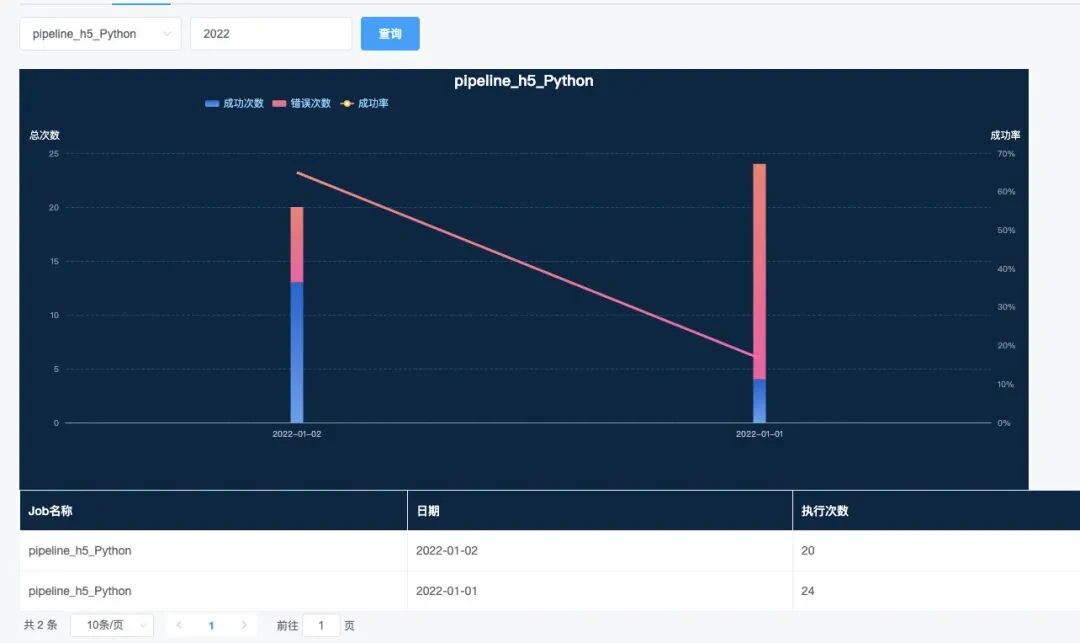 pipeline_h5_Python 2022 查询
pipeline_h5_Python
成功次数 错误次数 成功率
总次数 成功率
25 70%
60%
20
50%
15
40%
10 30%
20%
5
10%
0 0%
2022-01-02 2022-01-01
Job名称 日期 执行次数
pipeline_h5_Python 2022-01-02 20
pipeline_h5_Python 2022-01-01 24
共 2 条 10条/页 1 前往 1 页